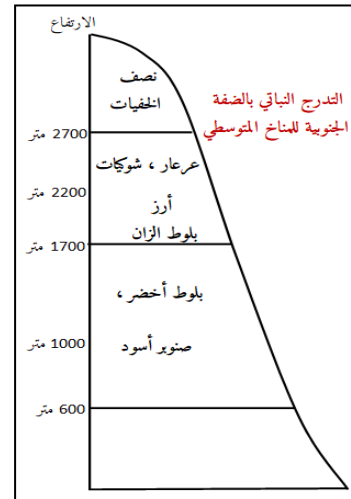 الارتفاع
نصف
الخفيات
التدرج النباتي بالضفة
الجنوبية للمناخ المتوسطي
2700 متر
عرعار ، شوكيات
2200 متر
أرز
بلوط الزان
1700 متر
بلوط أخضر ،
1000 متر
صنوبر أسود
600 متر